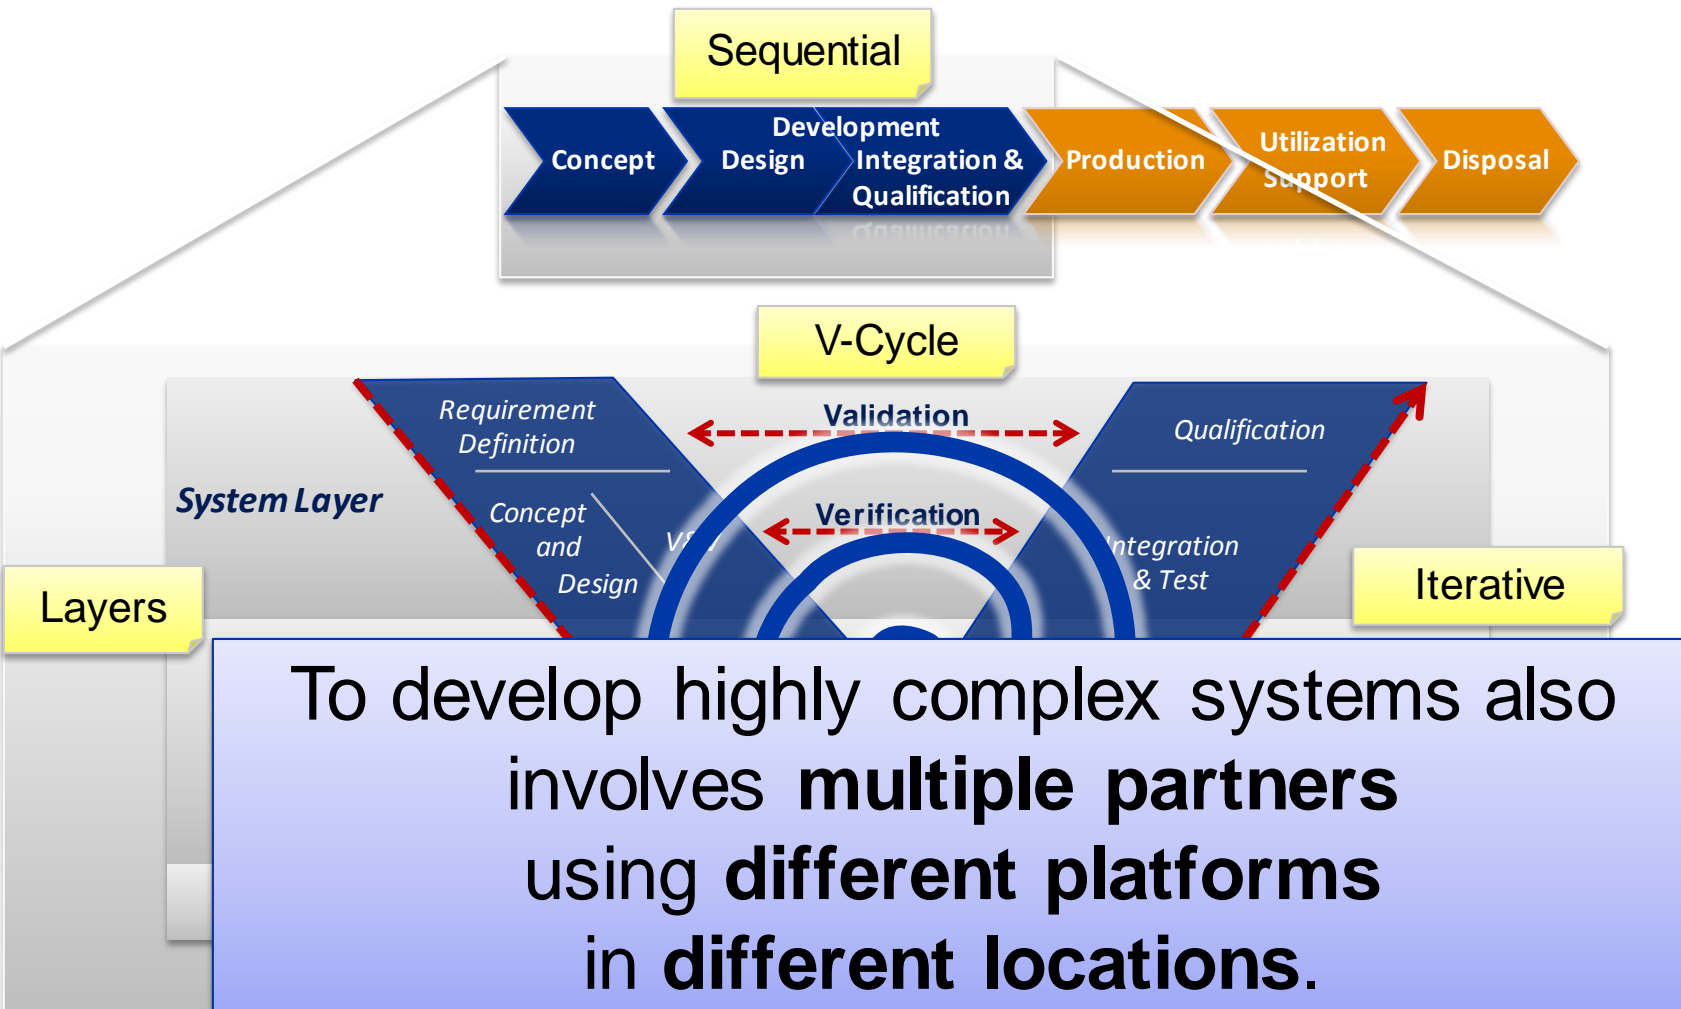 Sequential
Development
Concept
Design
Integration &
Qualification
Production
Utilization
Support
Disposal
V-Cycle
Requirement
Definition
Validation
Qualification
System Layer
Concept
and
Design
V&V
Verification
Integration
& Test
Layers
Iterative
To develop highly complex systems also
involves multiple partners
using different platforms
in different locations.